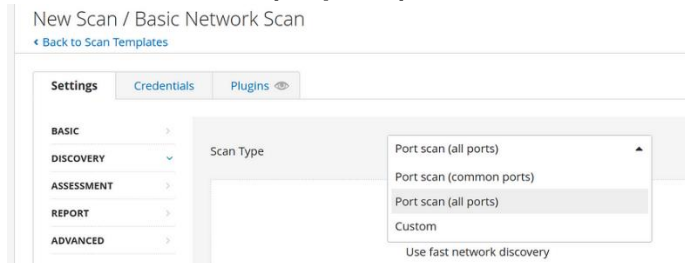 New Scan / Basic Network Scan
‹ Back to Scan Templates
Settings Credentials Plugins
BASIC
DISCOVERY
ASSESSMENT
REPORT
ADVANCED
Scan Type
Port scan (all ports)
Port scan (common ports)
Port scan (all ports)
Custom
Use fast network discovery